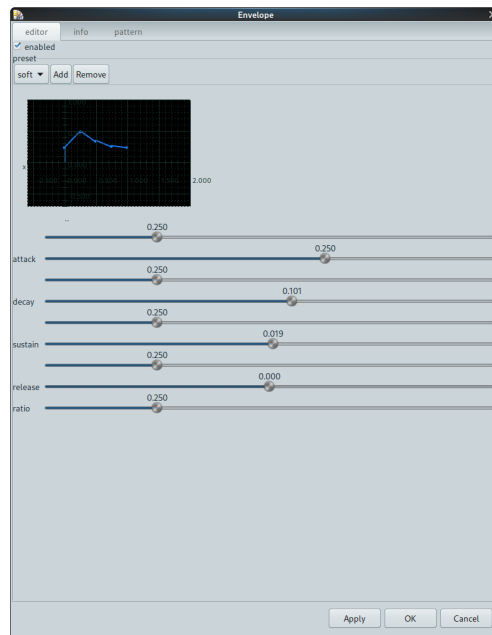 Envelope
editor info pattern
enabled
preset
soft Add Remove
2.000
0.250
attack 0.250
0.250
decay 0.101
0.250
sustain 0.019
0.250
release 0.000
ratio 0.250
Apply OK Cancel